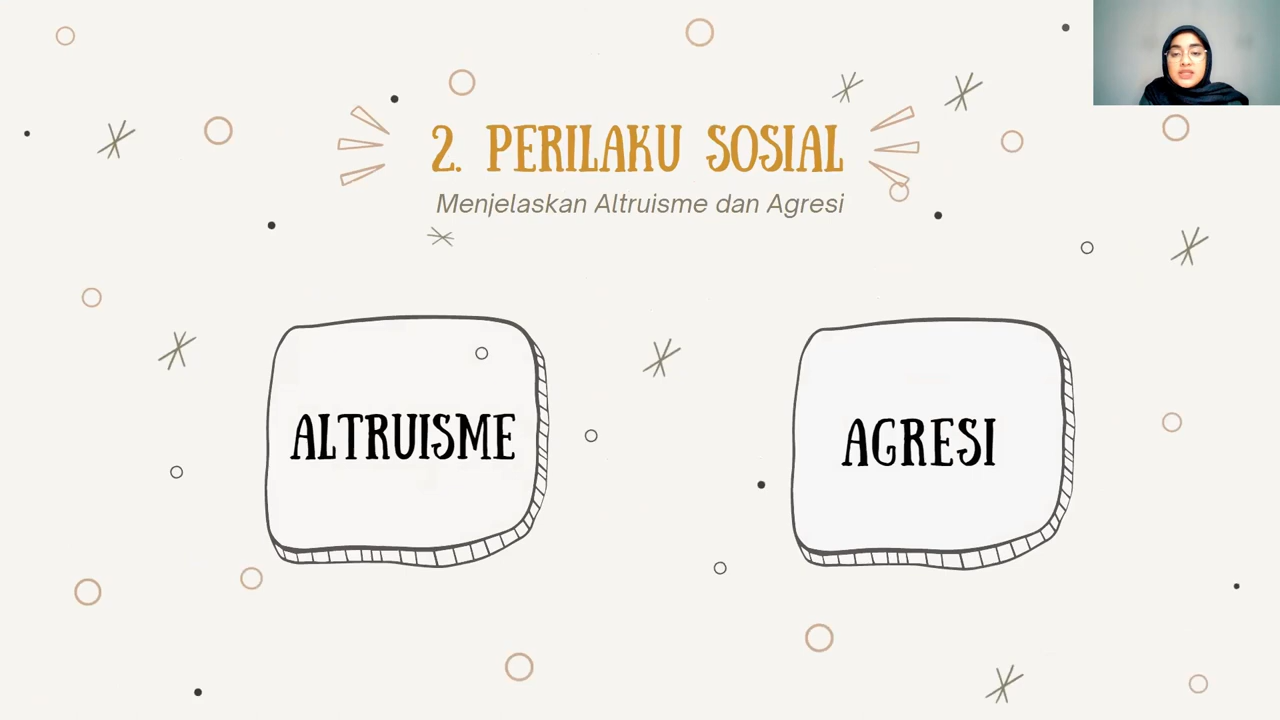 2. PERILAKU SOSIAL
Menjelaskan Altruisme dan Agresi
ALTRUISME
AGRESI